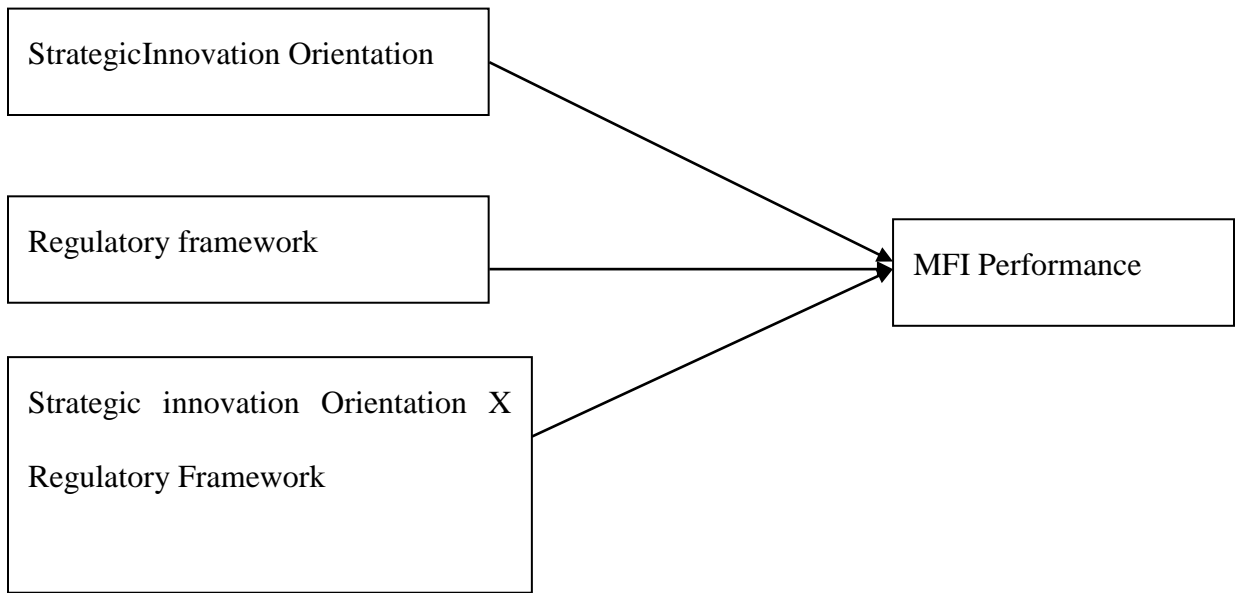 StrategicInnovation Orientation
Regulatory framework
MFI Performance
Strategic innovation Orientation X
Regulatory Framework